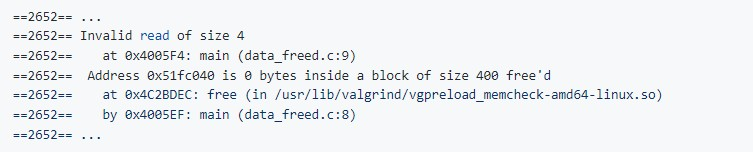 ==2652== ...
==2652== Invalid read of size 4
==2652==    at 0x4005F4: main (data_freed.c:9)
==2652==  Address 0x51fc040 is 0 bytes inside a block of size 400 free'd
==2652==    at 0x4C2BDEC: free (in /usr/lib/valgrind/vgpreload_memcheck-amd64-linux.so)
==2652==    by 0x4005EF: main (data_freed.c:8)
==2652== ...